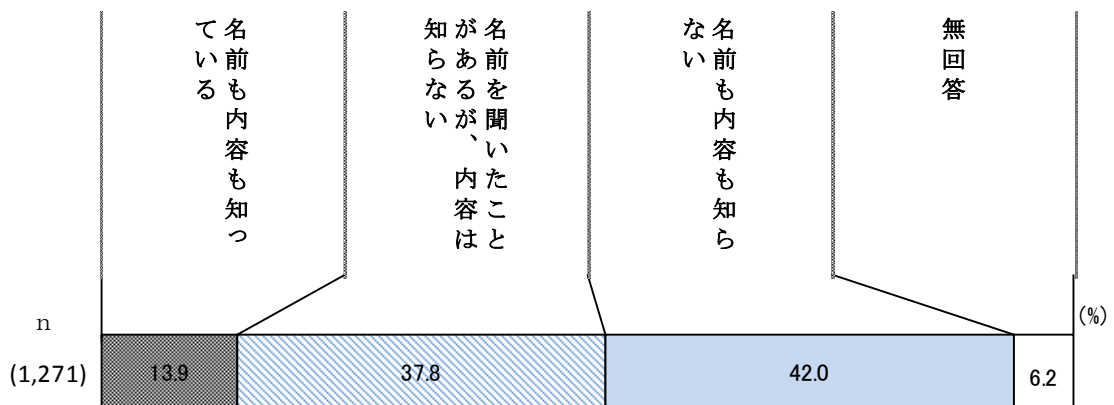 名前も内容も知っ
ている
名前を聞いたこと
があるが、内容は
知らない
名前も内容も知ら
ない
無回答
(%)
n
(1,271)
13.9
37.8
42.0
6.2